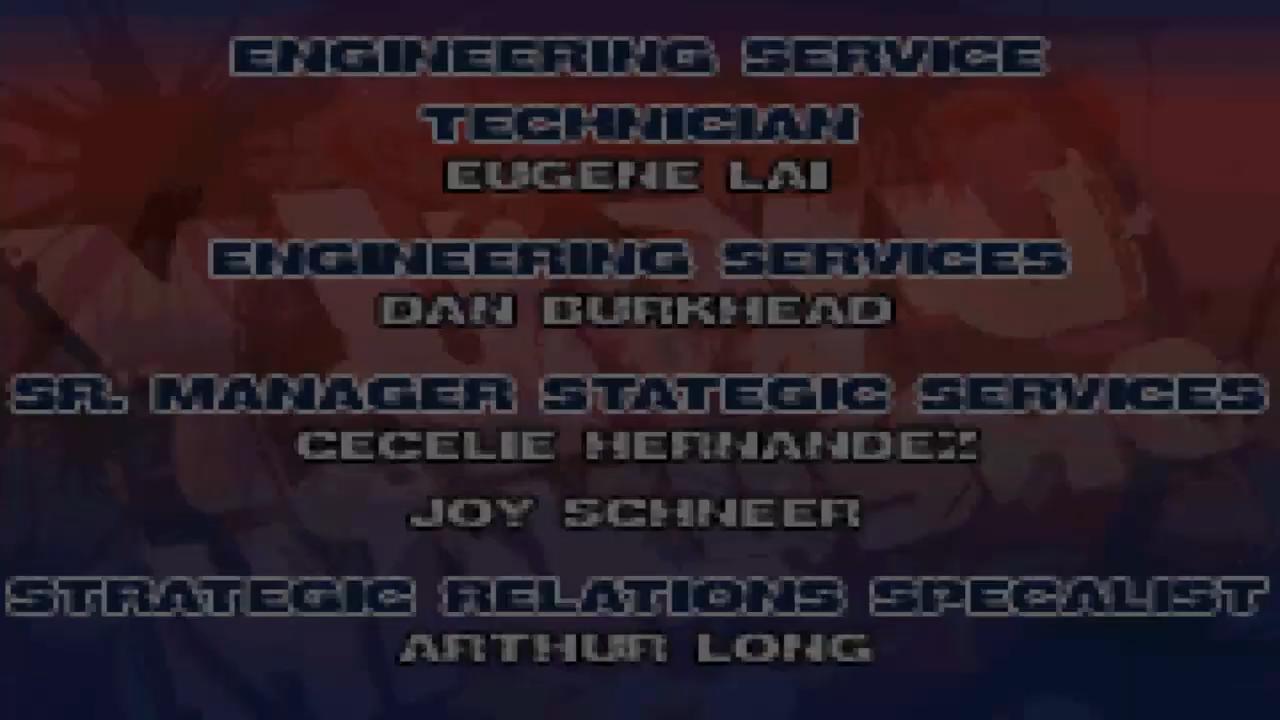 ENGINEERING SERVICE
TECHNICIAN
EUGENE LAI
ENGINEERING SERVICES
DAN BURKHEAD
SR. MANAGER STATEGIC SERVICES
CECELIE HERNANDEZ
JOY SCHNEER
STRATEGIC RELATIONS SPECALIST
ARTHUR LONG